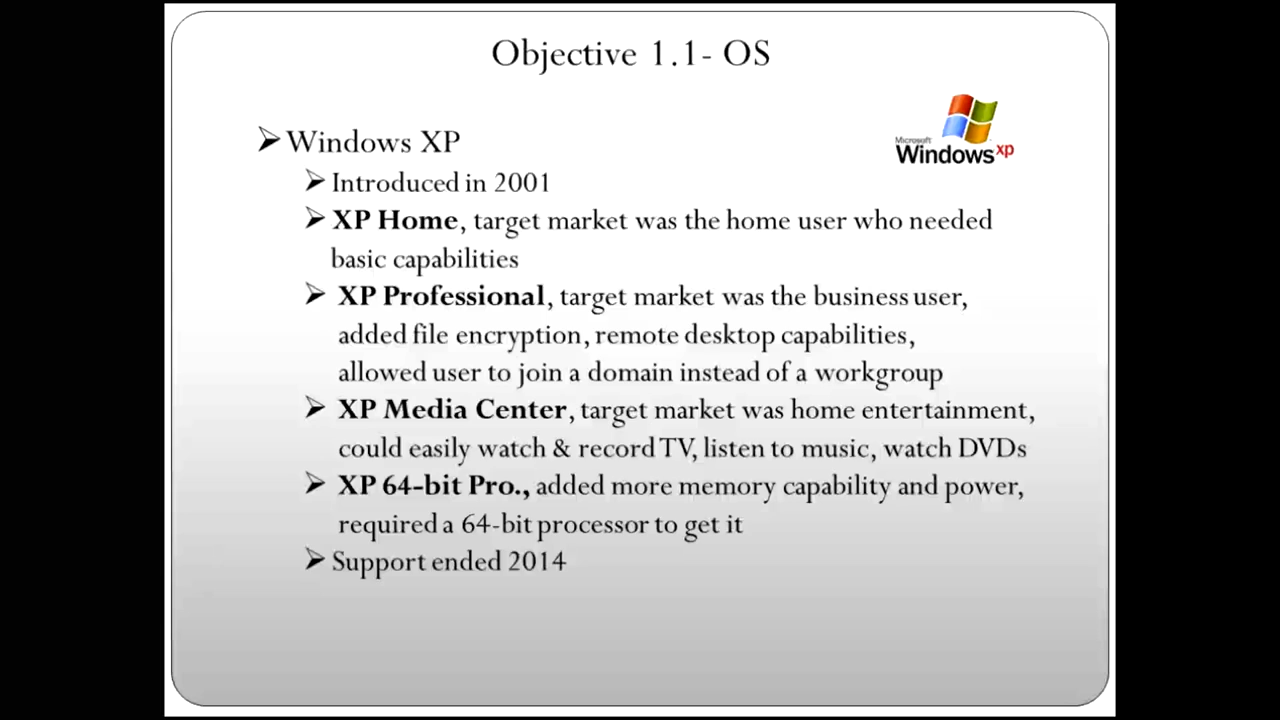 Objective 1.1- OS
Microsoft
Windows xp
Windows XP
Introduced in 2001
XP Home, target market was the home user who needed
basic capabilities
XP Professional, target market was the business user,
added file encryption, remote desktop capabilities,
allowed user to join a domain instead of a workgroup
XP Media Center, target market was home entertainment,
could easily watch & record TV, listen to music, watch DVDs
XP 64-bit Pro., added more memory capability and power,
required a 64-bit processor to get it
Support ended 2014